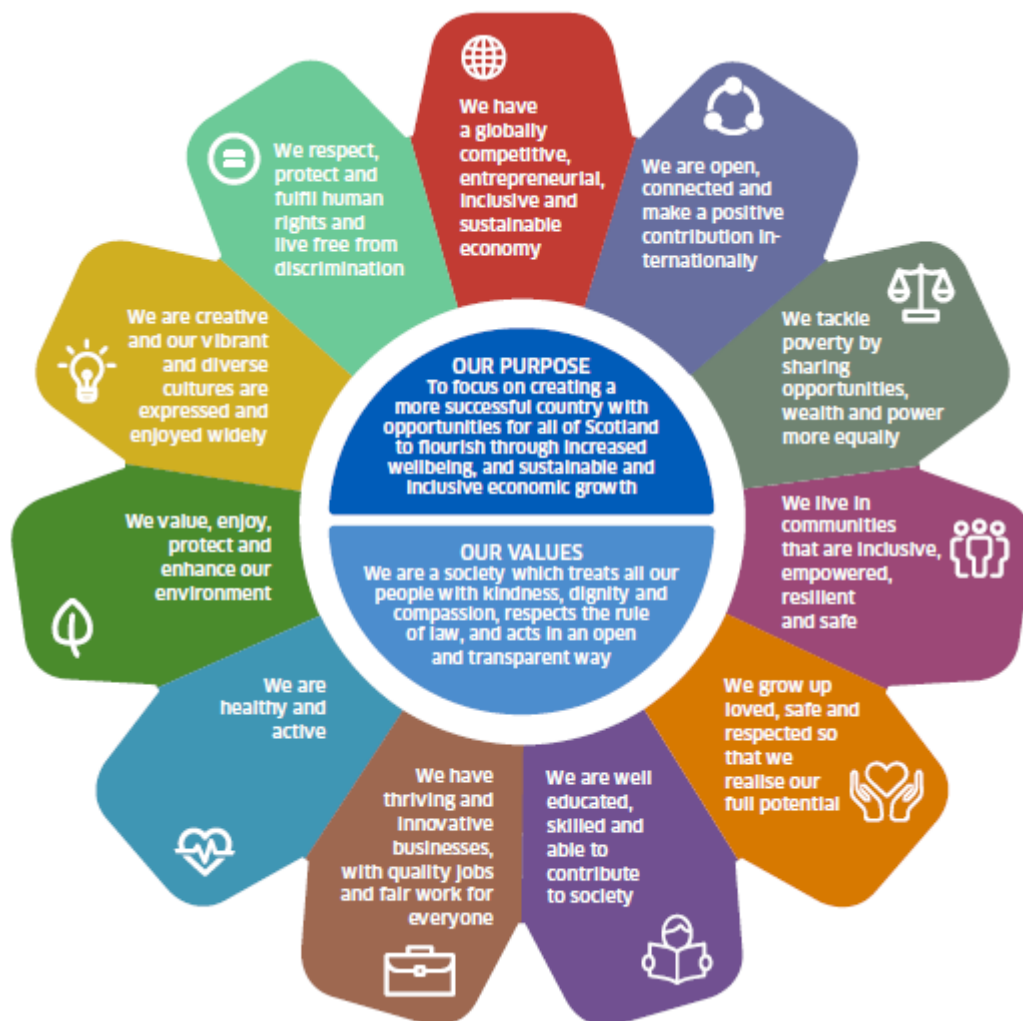 We have
a globally
competitive,
entrepreneurial,
inclusive and
sustainable
economy
We are open,
connected and
make a positive
contribution in-
ternationally
We tackle
poverty by
sharing
opportunities,
wealth and power
more equally
We live in
communities
that are inclusive,
empowered,
resilient
and safe
We grow up
loved, safe and
respected so
that we
realise our
full potential
We are well
educated,
skilled and
able to
contribute
to society
We have
thriving and
innovative
businesses,
with quality jobs
and fair work for
everyone
We are
healthy and
active
We value, enjoy,
protect and
enhance our
environment
We are creative
and our vibrant
and diverse
cultures are
expressed and
enjoyed widely
We respect,
protect and
fulfil human
rights and
live free from
discrimination
OUR PURPOSE
To focus on creating a
more successful country with
opportunities for all of Scotland
to flourish through increased
wellbeing, and sustainable and
inclusive economic growth
OUR VALUES
We are a society which treats all our
people with kindness, dignity and
compassion, respects the rule
of law, and acts in an open
and transparent way